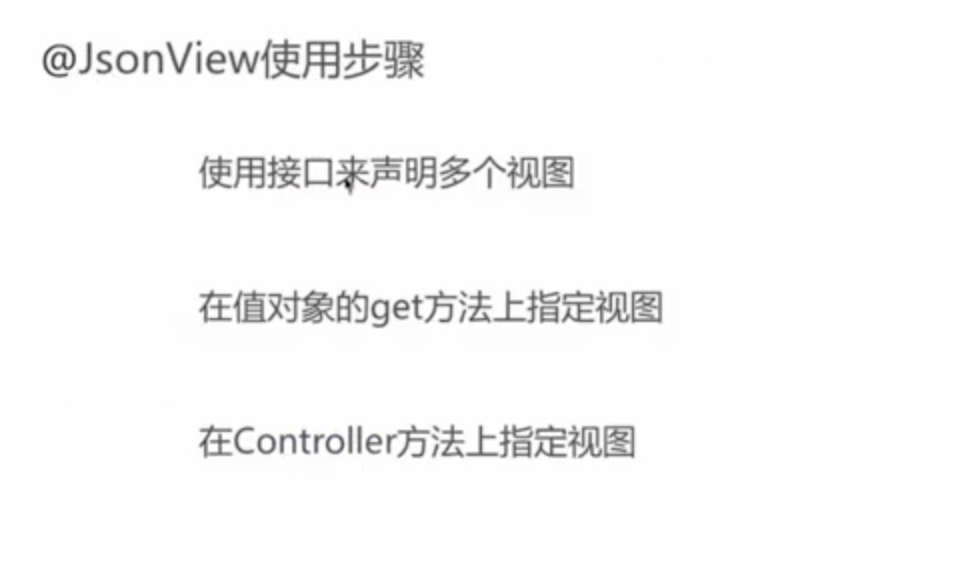 @JsonView使用步骤
使用接口来声明多个视图
在值对象的get方法上指定视图
在Controller方法上指定视图